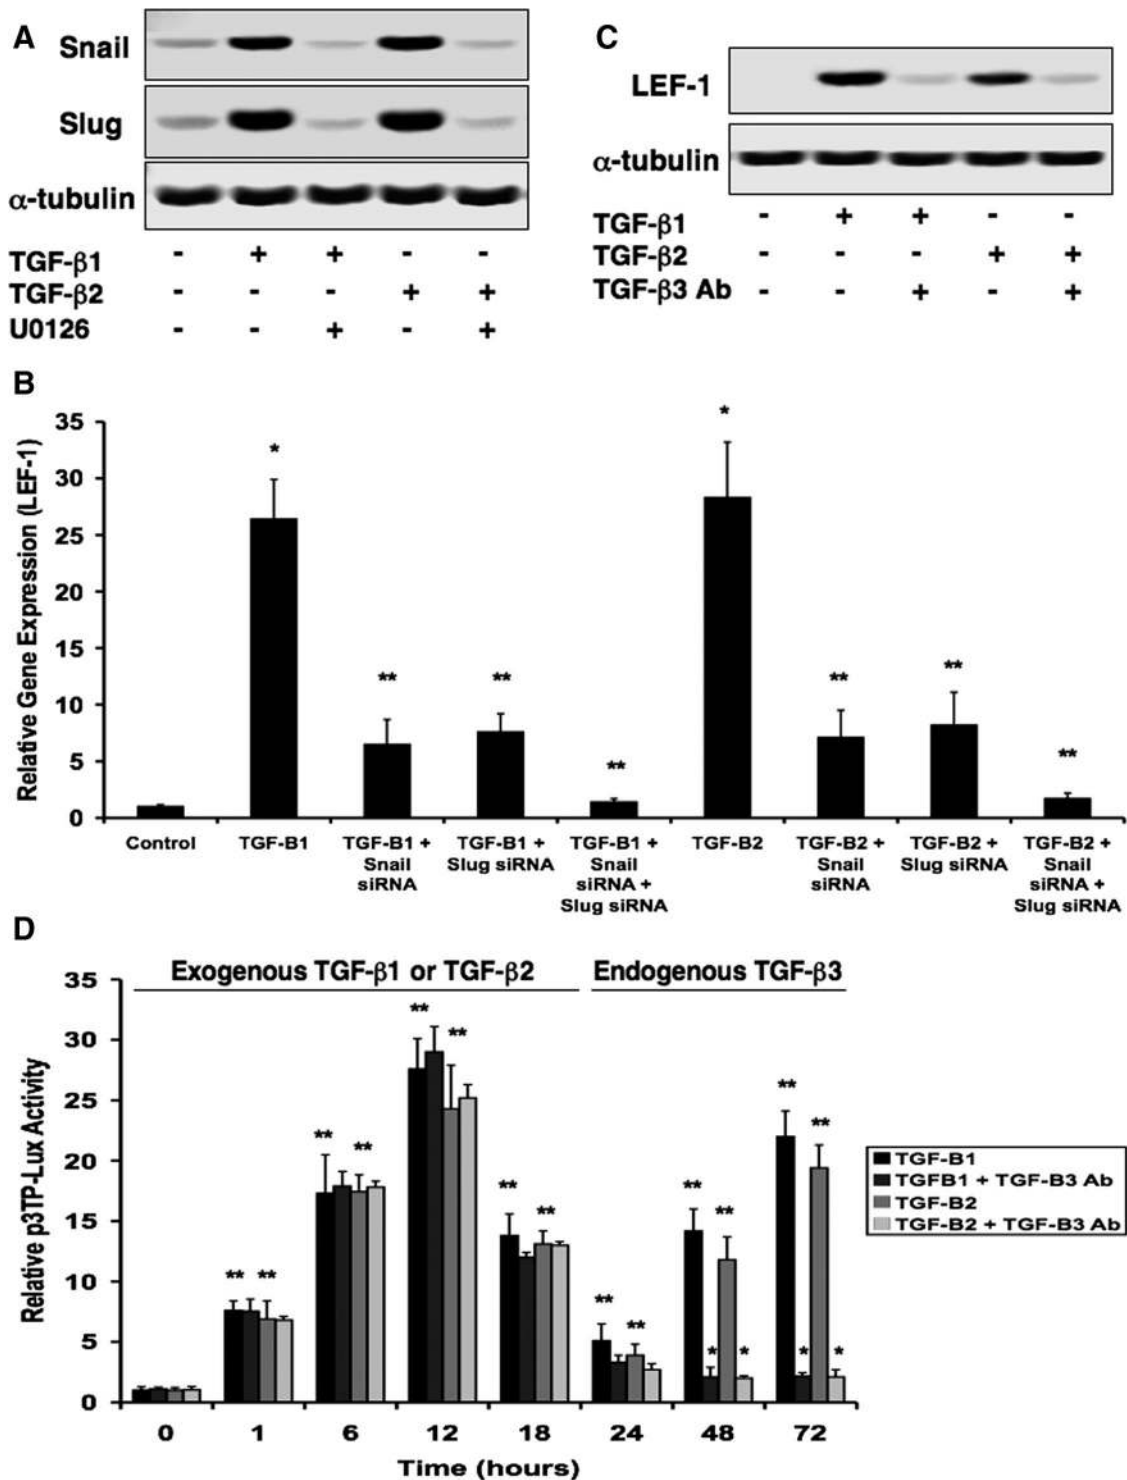 A
Snail
Slug
α-tubulin
TGF-β1 - + + - -
TGF-β2 - - - + +
U0126 - - + - +
C
LEF-1
α-tubulin
TGF-β1 - + + - -
TGF-β2 - - - + +
TGF-β3 Ab - - + - +
B
Relative Gene Expression (LEF-1)
35
30
25
20
15
10
5
0
* ** ** ** * ** ** **
Control
TGF-B1
TGF-B1 +
Snail
siRNA
TGF-B1 +
Slug siRNA
TGF-B1 +
Snail
siRNA +
Slug siRNA
TGF-B2
TGF-B2 +
Snail
siRNA
TGF-B2 +
Slug siRNA
TGF-B2 +
Snail
siRNA +
Slug siRNA
D
Exogenous TGF-β1 or TGF-β2
Endogenous TGF-β3
Relative p3TP-Lux Activity
35
30
25
20
15
10
5
0
** ** ** ** ** ** ** ** ** ** ** * ** * ** * ** *
0 1 6 12 18 24 48 72
Time (hours)
TGF-B1
TGFB1 + TGF-B3 Ab
TGF-B2
TGF-B2 + TGF-B3 Ab